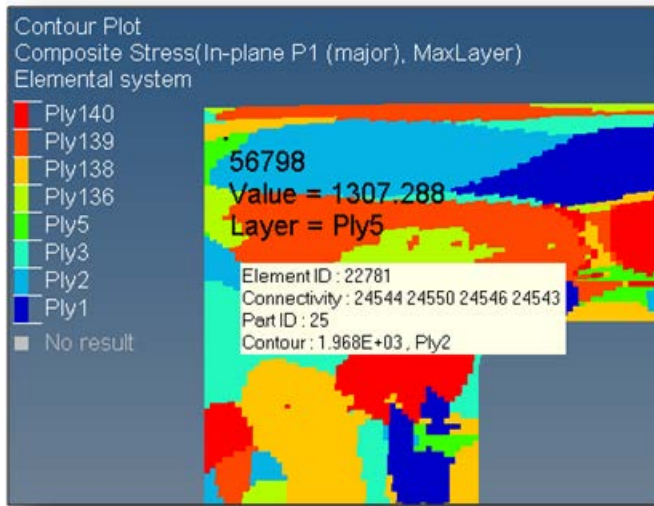 Contour Plot
Composite Stress(In-plane P1 (major), MaxLayer)
Elemental system
Ply140
Ply139
Ply138
Ply136
Ply5
Ply3
Ply2
Ply1
No result
56798
Value = 1307.288
Layer = Ply5
Element ID : 22781
Connectivity : 24544 24550 24546 24543
Part ID : 25
Contour : 1.968E+03 , Ply2